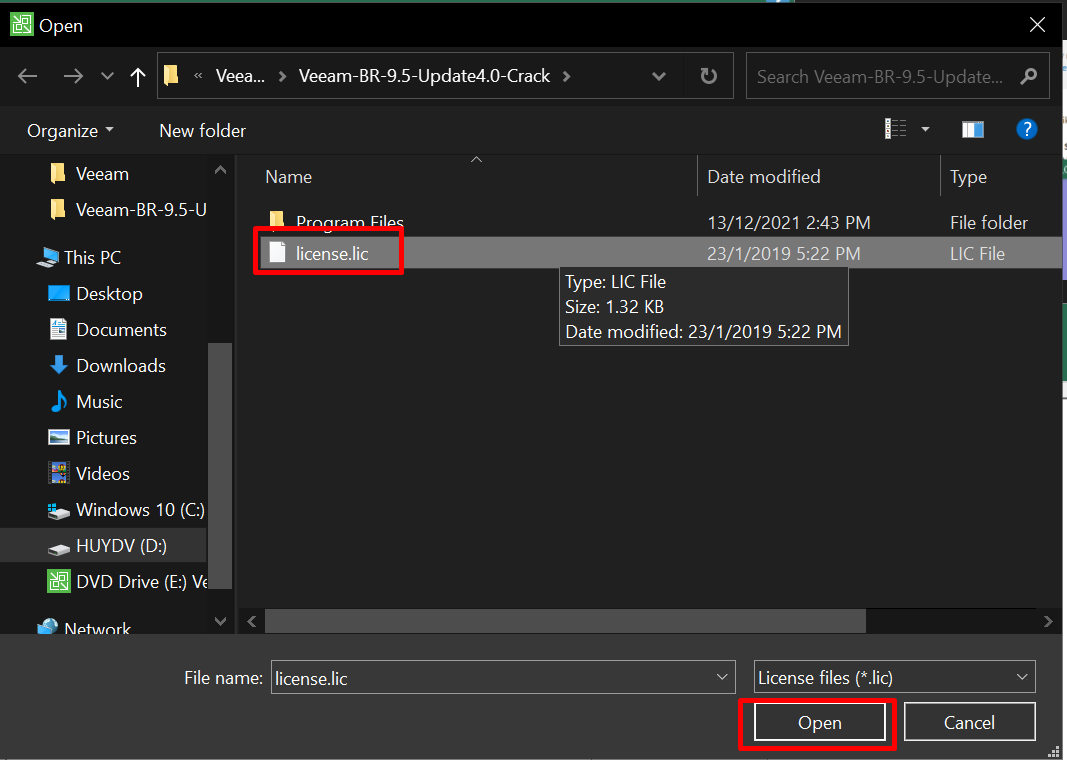 Open
« Veea... > Veeam-BR-9.5-Update4.0-Crack >
Search Veeam-BR-9.5-Update...
Organize
New folder
?
Veeam
Veeam-BR-9.5-U
This PC
Desktop
Documents
Downloads
Music
Pictures
Videos
Windows 10 (C:)
HUYDV (D:)
DVD Drive (E:) Ve
Network
Name Date modified Type
Program Files 13/12/2021 2:43 PM File folder
license.lic 23/1/2019 5:22 PM LIC File
Type: LIC File
Size: 1.32 KB
Date modified: 23/1/2019 5:22 PM
File name: license.lic License files (*.lic)
Open Cancel